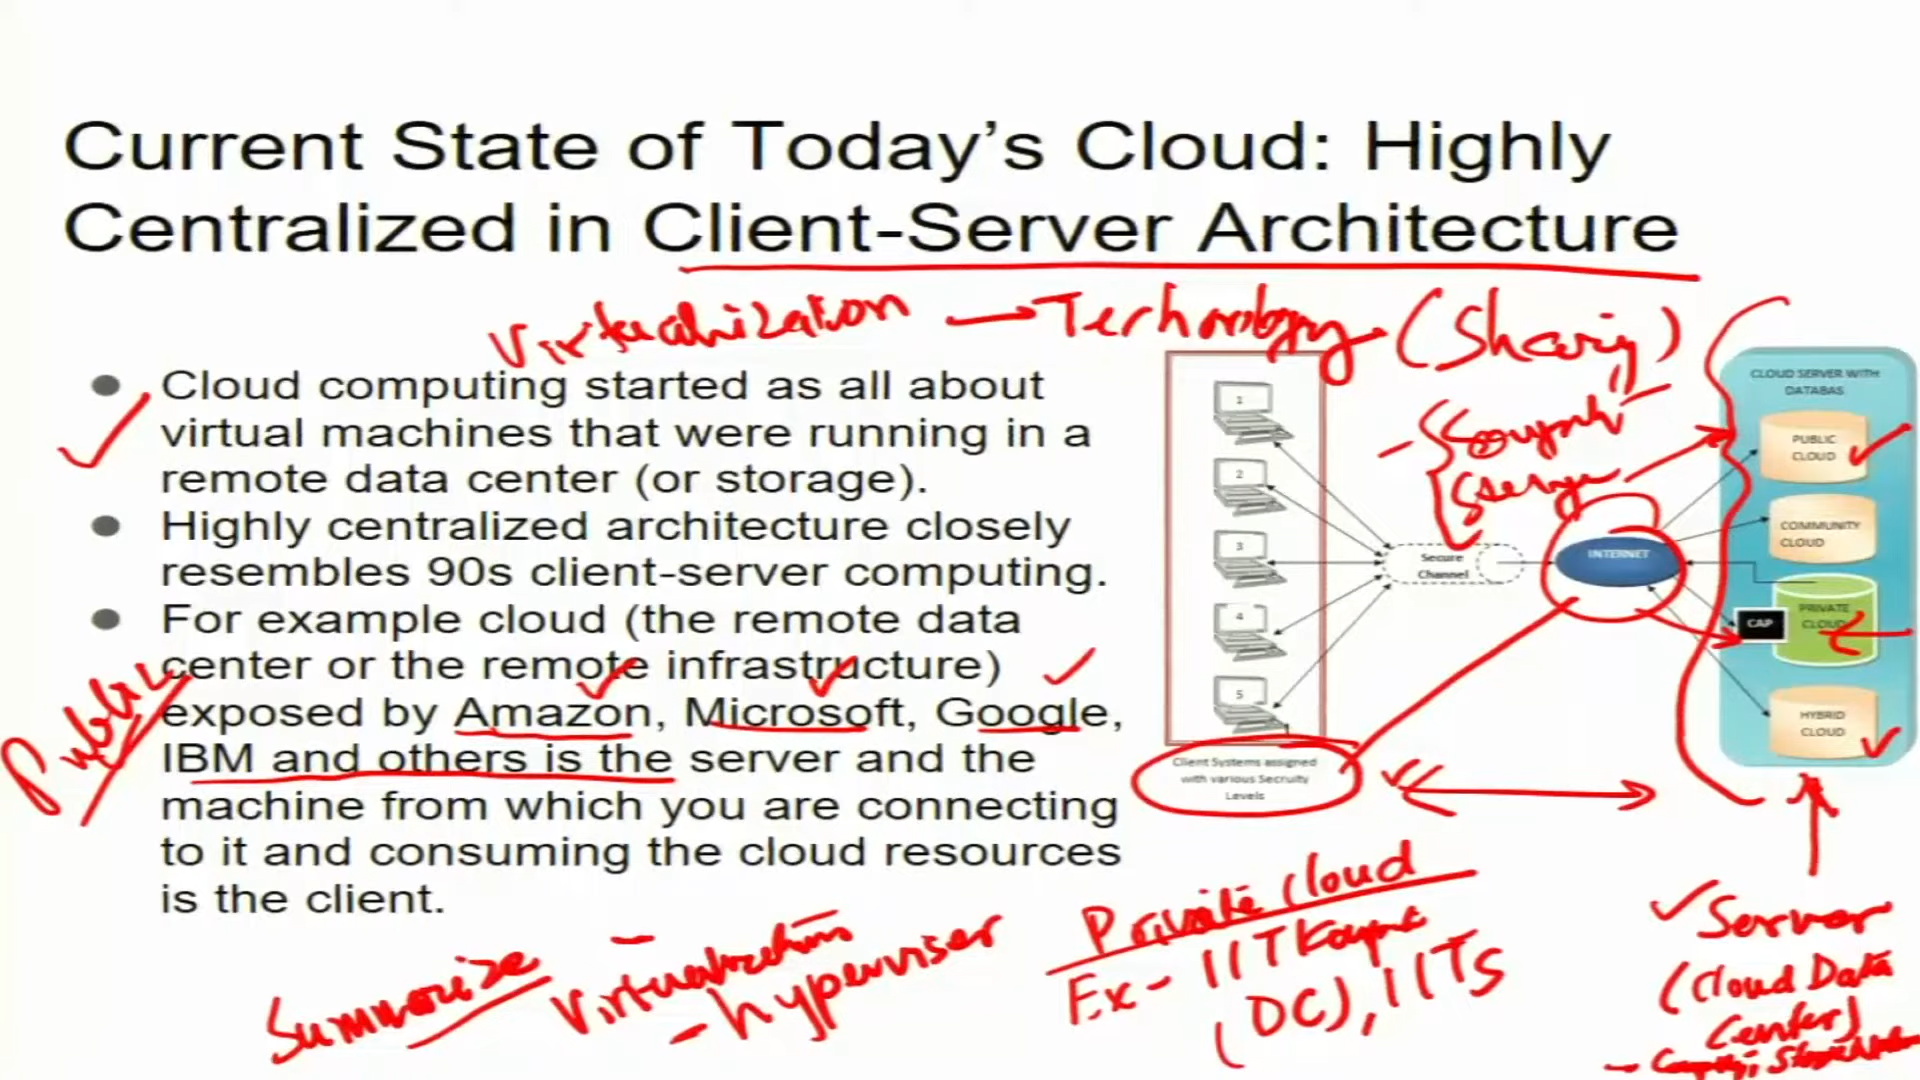 Current State of Today's Cloud: Highly
Centralized in Client-Server Architecture
Virtualization — Technology (Sharing)
● Cloud computing started as all about
virtual machines that were running in a
remote data center (or storage).
● Highly centralized architecture closely
resembles 90s client-server computing.
● For example cloud (the remote data
center or the remote infrastructure)
exposed by Amazon, Microsoft, Google,
IBM and others is the server and the
machine from which you are connecting
to it and consuming the cloud resources
is the client.
Public
1
2
3
4
5
Client Systems assigned
with various Secruity
Levels
Secure
Channel
INTERNET
CLOUD SERVER WITH
DATABAS
PUBLIC
CLOUD
COMMUNITY
CLOUD
CAP
PRIVATE
CLOUD
HYBRID
CLOUD
Summarize
Virtualization
- hyperviser
Private Cloud
Ex - IIT
(DC), IITs
Server
(Cloud Data
Center)